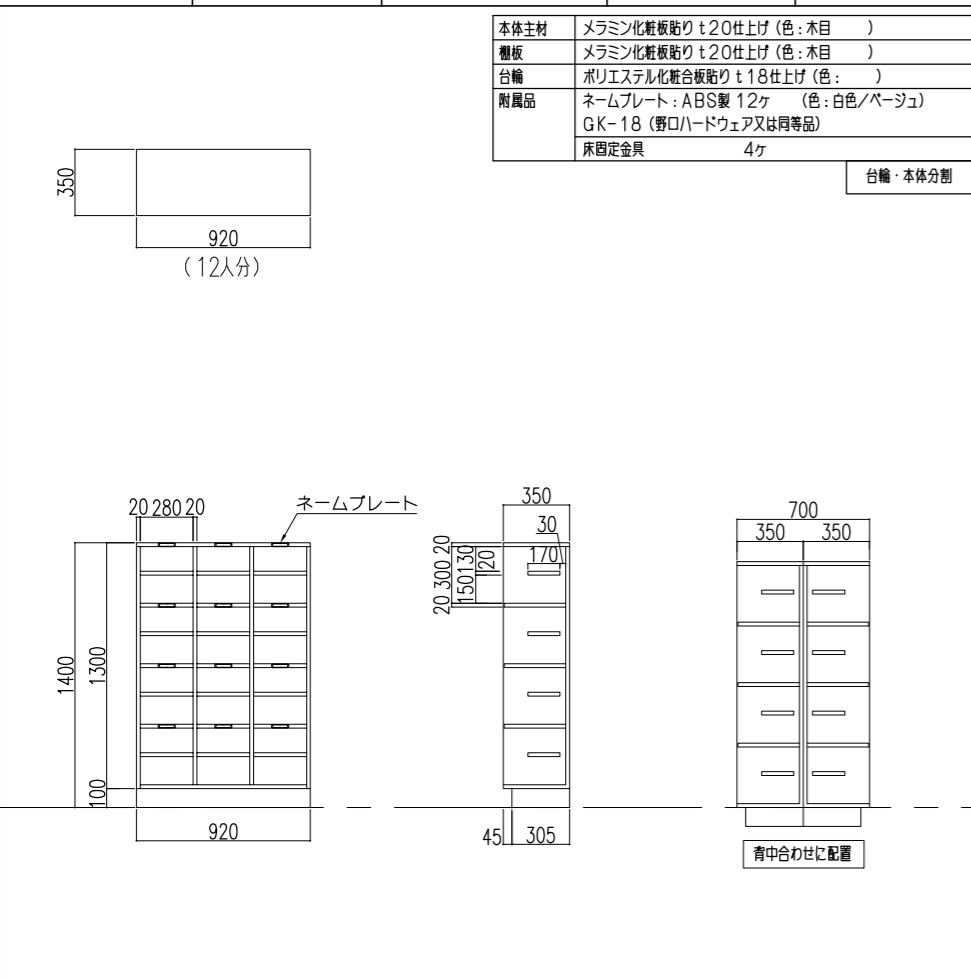 本体主材 メラミン化粧板貼りt20仕上げ(色:木目 )
棚板 メラミン化粧板貼りt20仕上げ(色:木目 )
台輪 ポリエステル化粧合板貼りt18仕上げ(色: )
附属品 ネームプレート:ABS製 12ケ (色:白色/ベージュ)
GK-18(野口ハードウェア又は同等品)
床固定金具 4ケ
台輪・本体分割
350
920
(12人分)
20 280 20
ネームプレート
1400
1300
100
920
350
30
170
20 300 20
150 130
20
45 305
700
350 350
背中合わせに配置